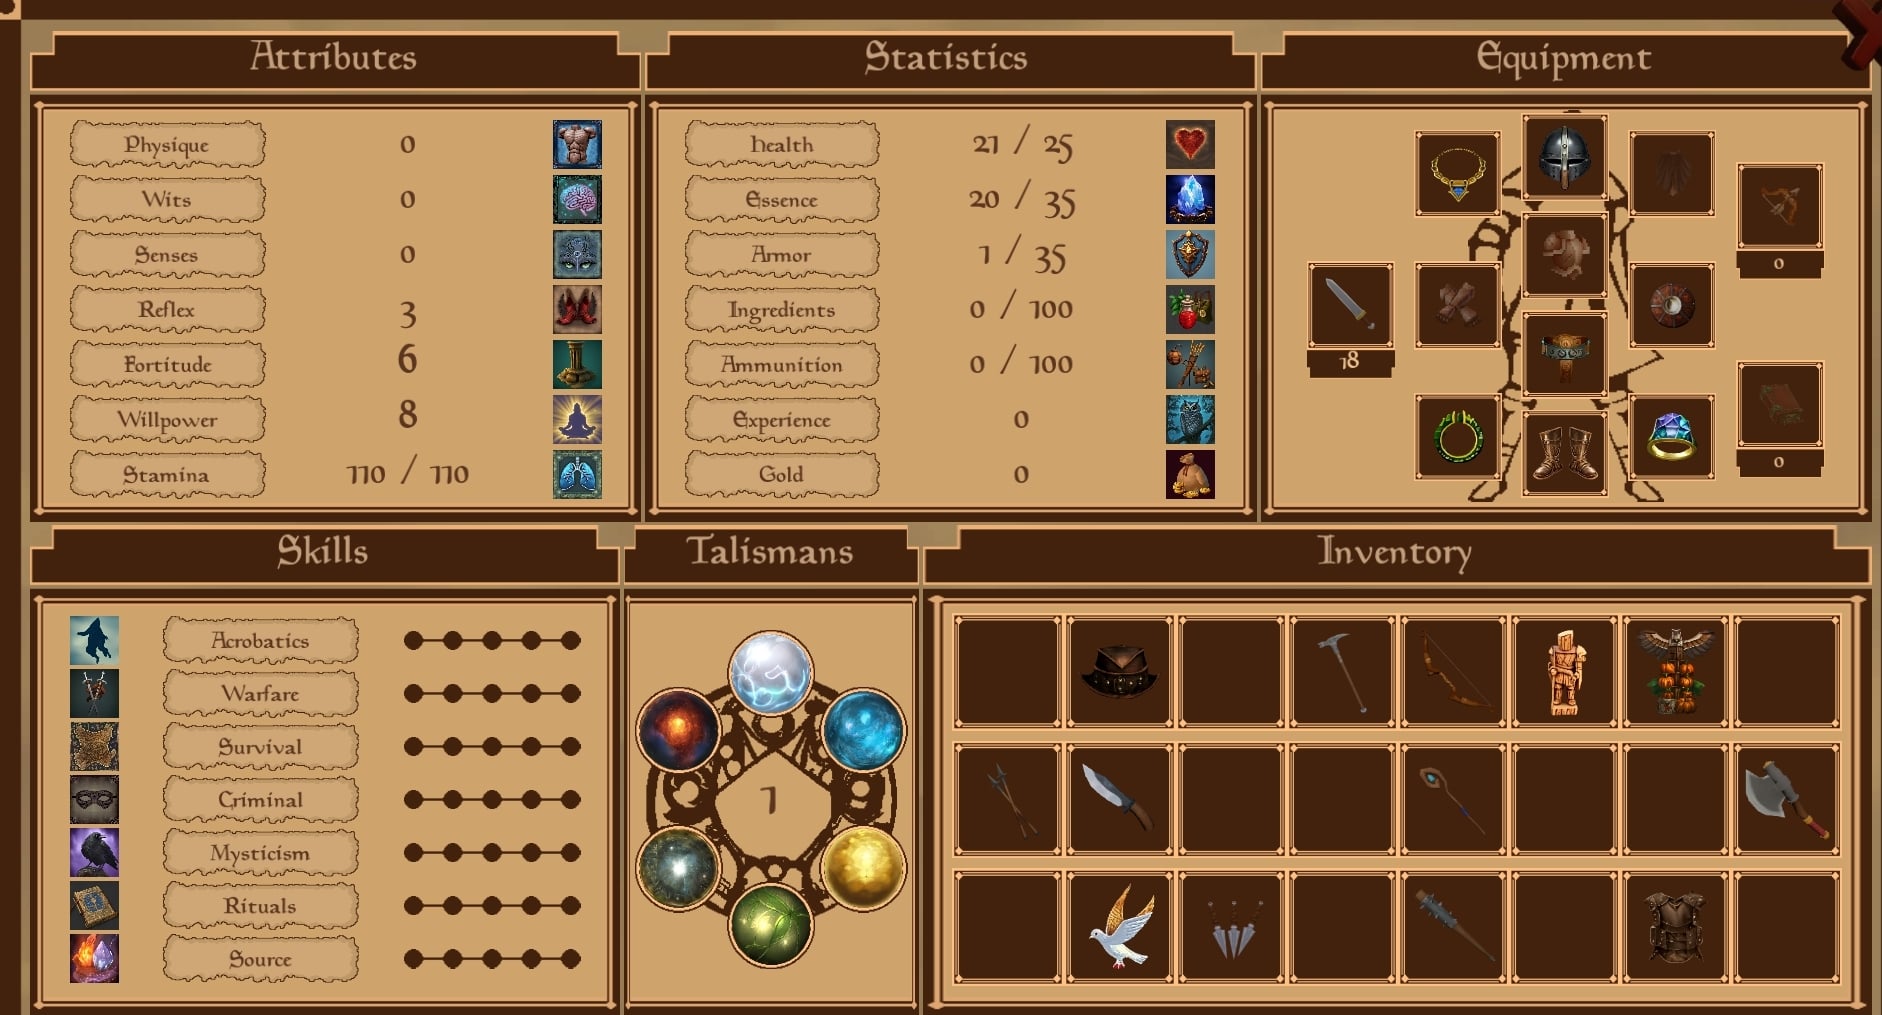 Attributes
Physique 0
Wits 0
Senses 0
Reflex 3
Fortitude 6
Willpower 8
Stamina 110 / 110
Statistics
Health 21 / 25
Essence 20 / 35
Armor 1 / 35
Ingredients 0 / 100
Ammunition 0 / 100
Experience 0
Gold 0
Equipment
0
18
0
Skills
Acrobatics
Warfare
Survival
Criminal
Mysticism
Rituals
Source
Talismans
1
Inventory